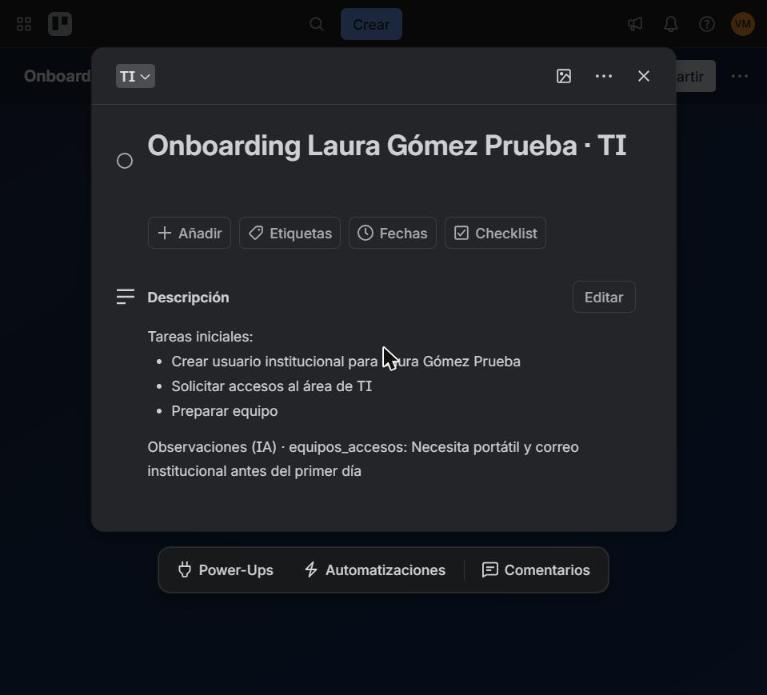 Crear
VM
Onboard
artir
TI
Onboarding Laura Gómez Prueba · TI
Añadir
Etiquetas
Fechas
Checklist
Descripción
Editar
Tareas iniciales:
• Crear usuario institucional para Laura Gómez Prueba
• Solicitar accesos al área de TI
• Preparar equipo
Observaciones (IA) · equipos_accesos: Necesita portátil y correo
institucional antes del primer día
Power-Ups
Automatizaciones
Comentarios